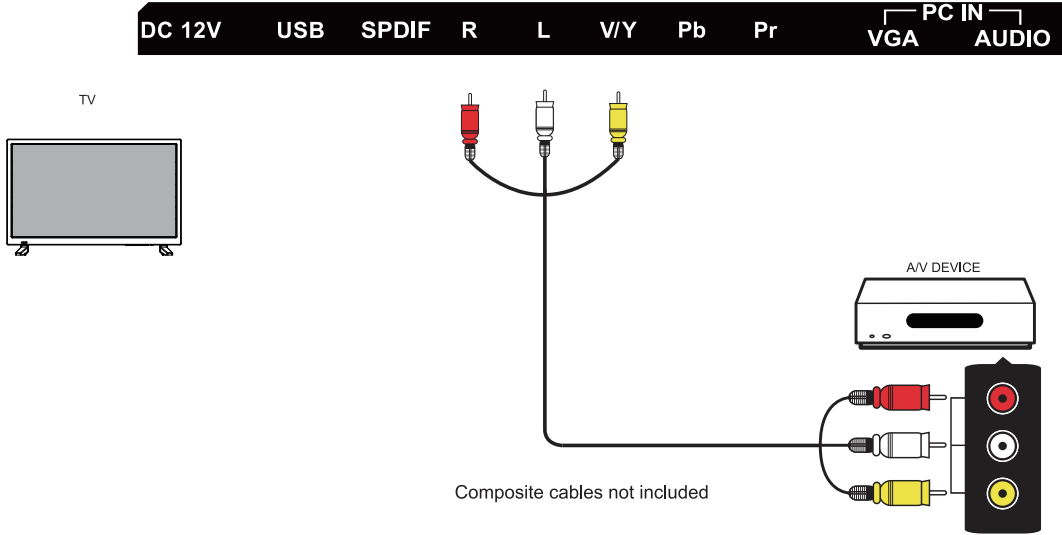 PC IN
DC 12V USB SPDIF R L V/Y Pb Pr VGA AUDIO
TV
A/V DEVICE
Composite cables not included